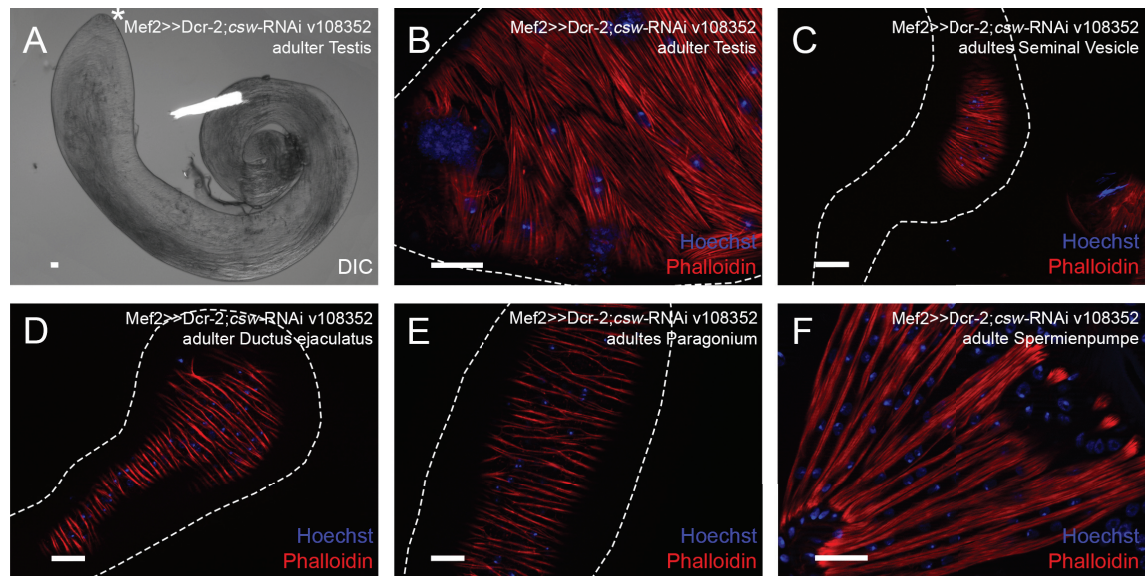 A
*
Mef2>>Dcr-2;csw-RNAi v108352
adulter Testis
DIC
B
Mef2>>Dcr-2;csw-RNAi v108352
adulter Testis
Hoechst
Phalloidin
C
Mef2>>Dcr-2;csw-RNAi v108352
adultes Seminal Vesicle
Hoechst
Phalloidin
D
Mef2>>Dcr-2;csw-RNAi v108352
adulter Ductus ejaculatus
Hoechst
Phalloidin
E
Mef2>>Dcr-2;csw-RNAi v108352
adultes Paragonium
Hoechst
Phalloidin
F
Mef2>>Dcr-2;csw-RNAi v108352
adulte Spermienpumpe
Hoechst
Phalloidin